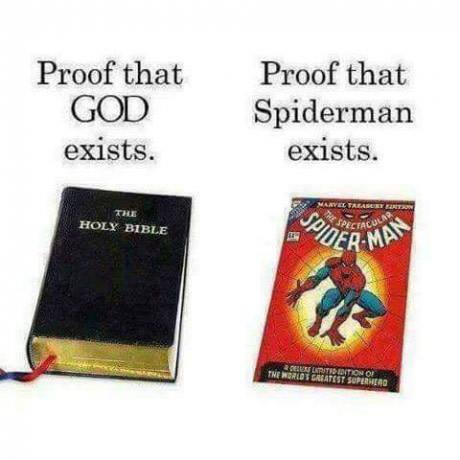 Proof that
GOD
exists.
Proof that
Spiderman
exists.
THE
HOLY BIBLE
MARVEL TREASURY EDITION
THE SPECTACULAR
SPIDER-MAN
A DELUXE LIMITED EDITION OF
THE WORLD'S GREATEST SUPERHERO